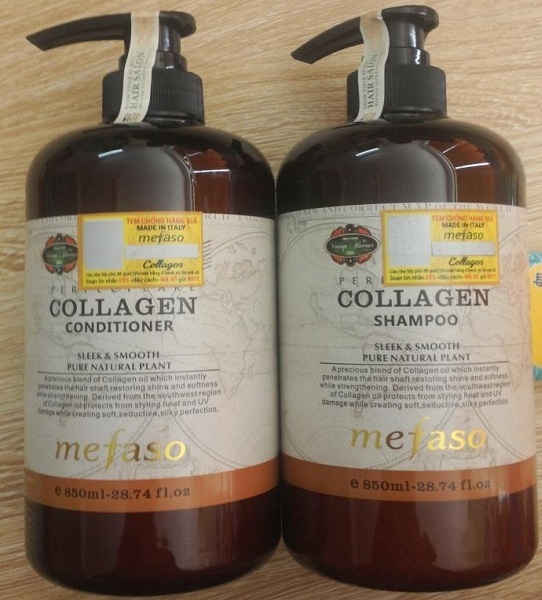 HAIR SALON
TEM CHỐNG HÀNG GIẢ
MADE IN ITALY
mefaso
Collagen
COLLAGEN
CONDITIONER
SLEEK & SMOOTH
PURE NATURAL PLANT
A precious blend of Collagen oil which instantly
penetrates the hair shaft restoring shine and softness
while strengthening. Derived from the southwest region
of Collagen oil protects from styling heat and UV
damage while creating soft,seductive,silky perfection.
mefaso
e 850ml-28.74 fl.oz
HAIR SALON
TEM CHỐNG HÀNG GIẢ
MADE IN ITALY
mefaso
Collagen
COLLAGEN
SHAMPOO
SLEEK & SMOOTH
PURE NATURAL PLANT
A precious blend of Collagen oil which instantly
penetrates the hair shaft restoring shine and softness
while strengthening. Derived from the southwest region
of Collagen oil protects from styling heat and UV
damage while creating soft,seductive,silky perfection.
mefaso
e 850ml-28.74 fl.oz